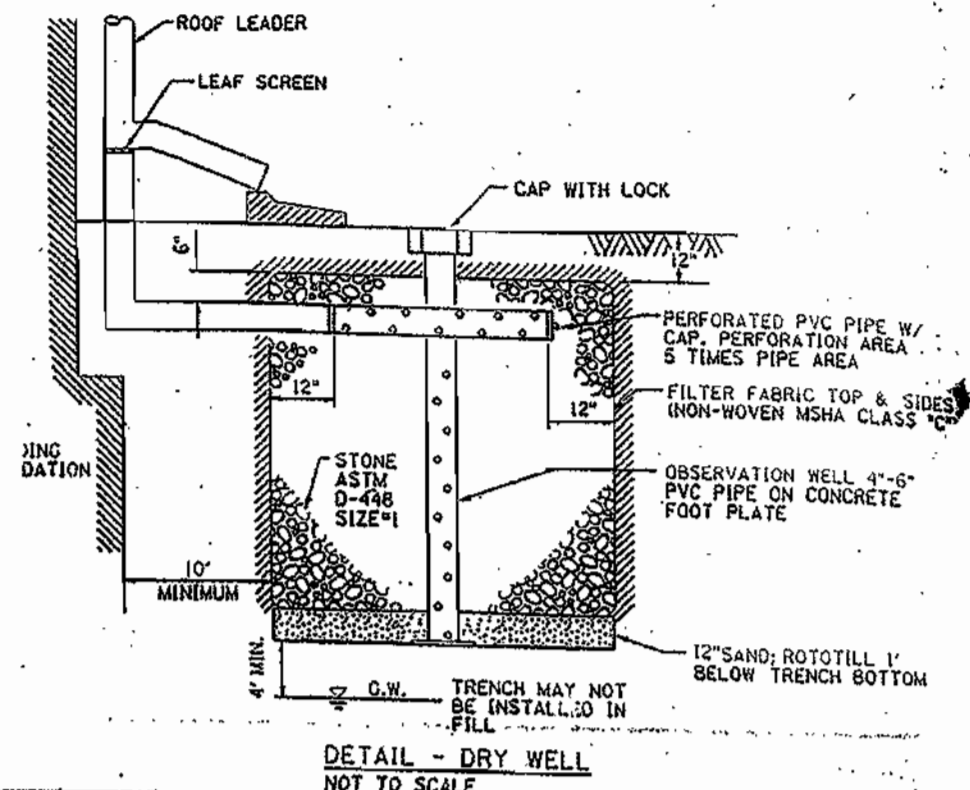 ROOF LEADER
LEAF SCREEN
CAP WITH LOCK
6"
12"
PERFORATED PVC PIPE W/
CAP. PERFORATION AREA
5 TIMES PIPE AREA
12"
12"
FILTER FABRIC TOP & SIDES
(NON-WOVEN MSHA CLASS "C")
DING
DATION
STONE
ASTM
D-448
SIZE#1
OBSERVATION WELL 4"-6"
PVC PIPE ON CONCRETE
FOOT PLATE
10'
MINIMUM
12"SAND; ROTOTILL 1'
BELOW TRENCH BOTTOM
4' MIN.
G.W.
TRENCH MAY NOT
BE INSTALLED IN
FILL
DETAIL - DRY WELL
NOT TO SCALE